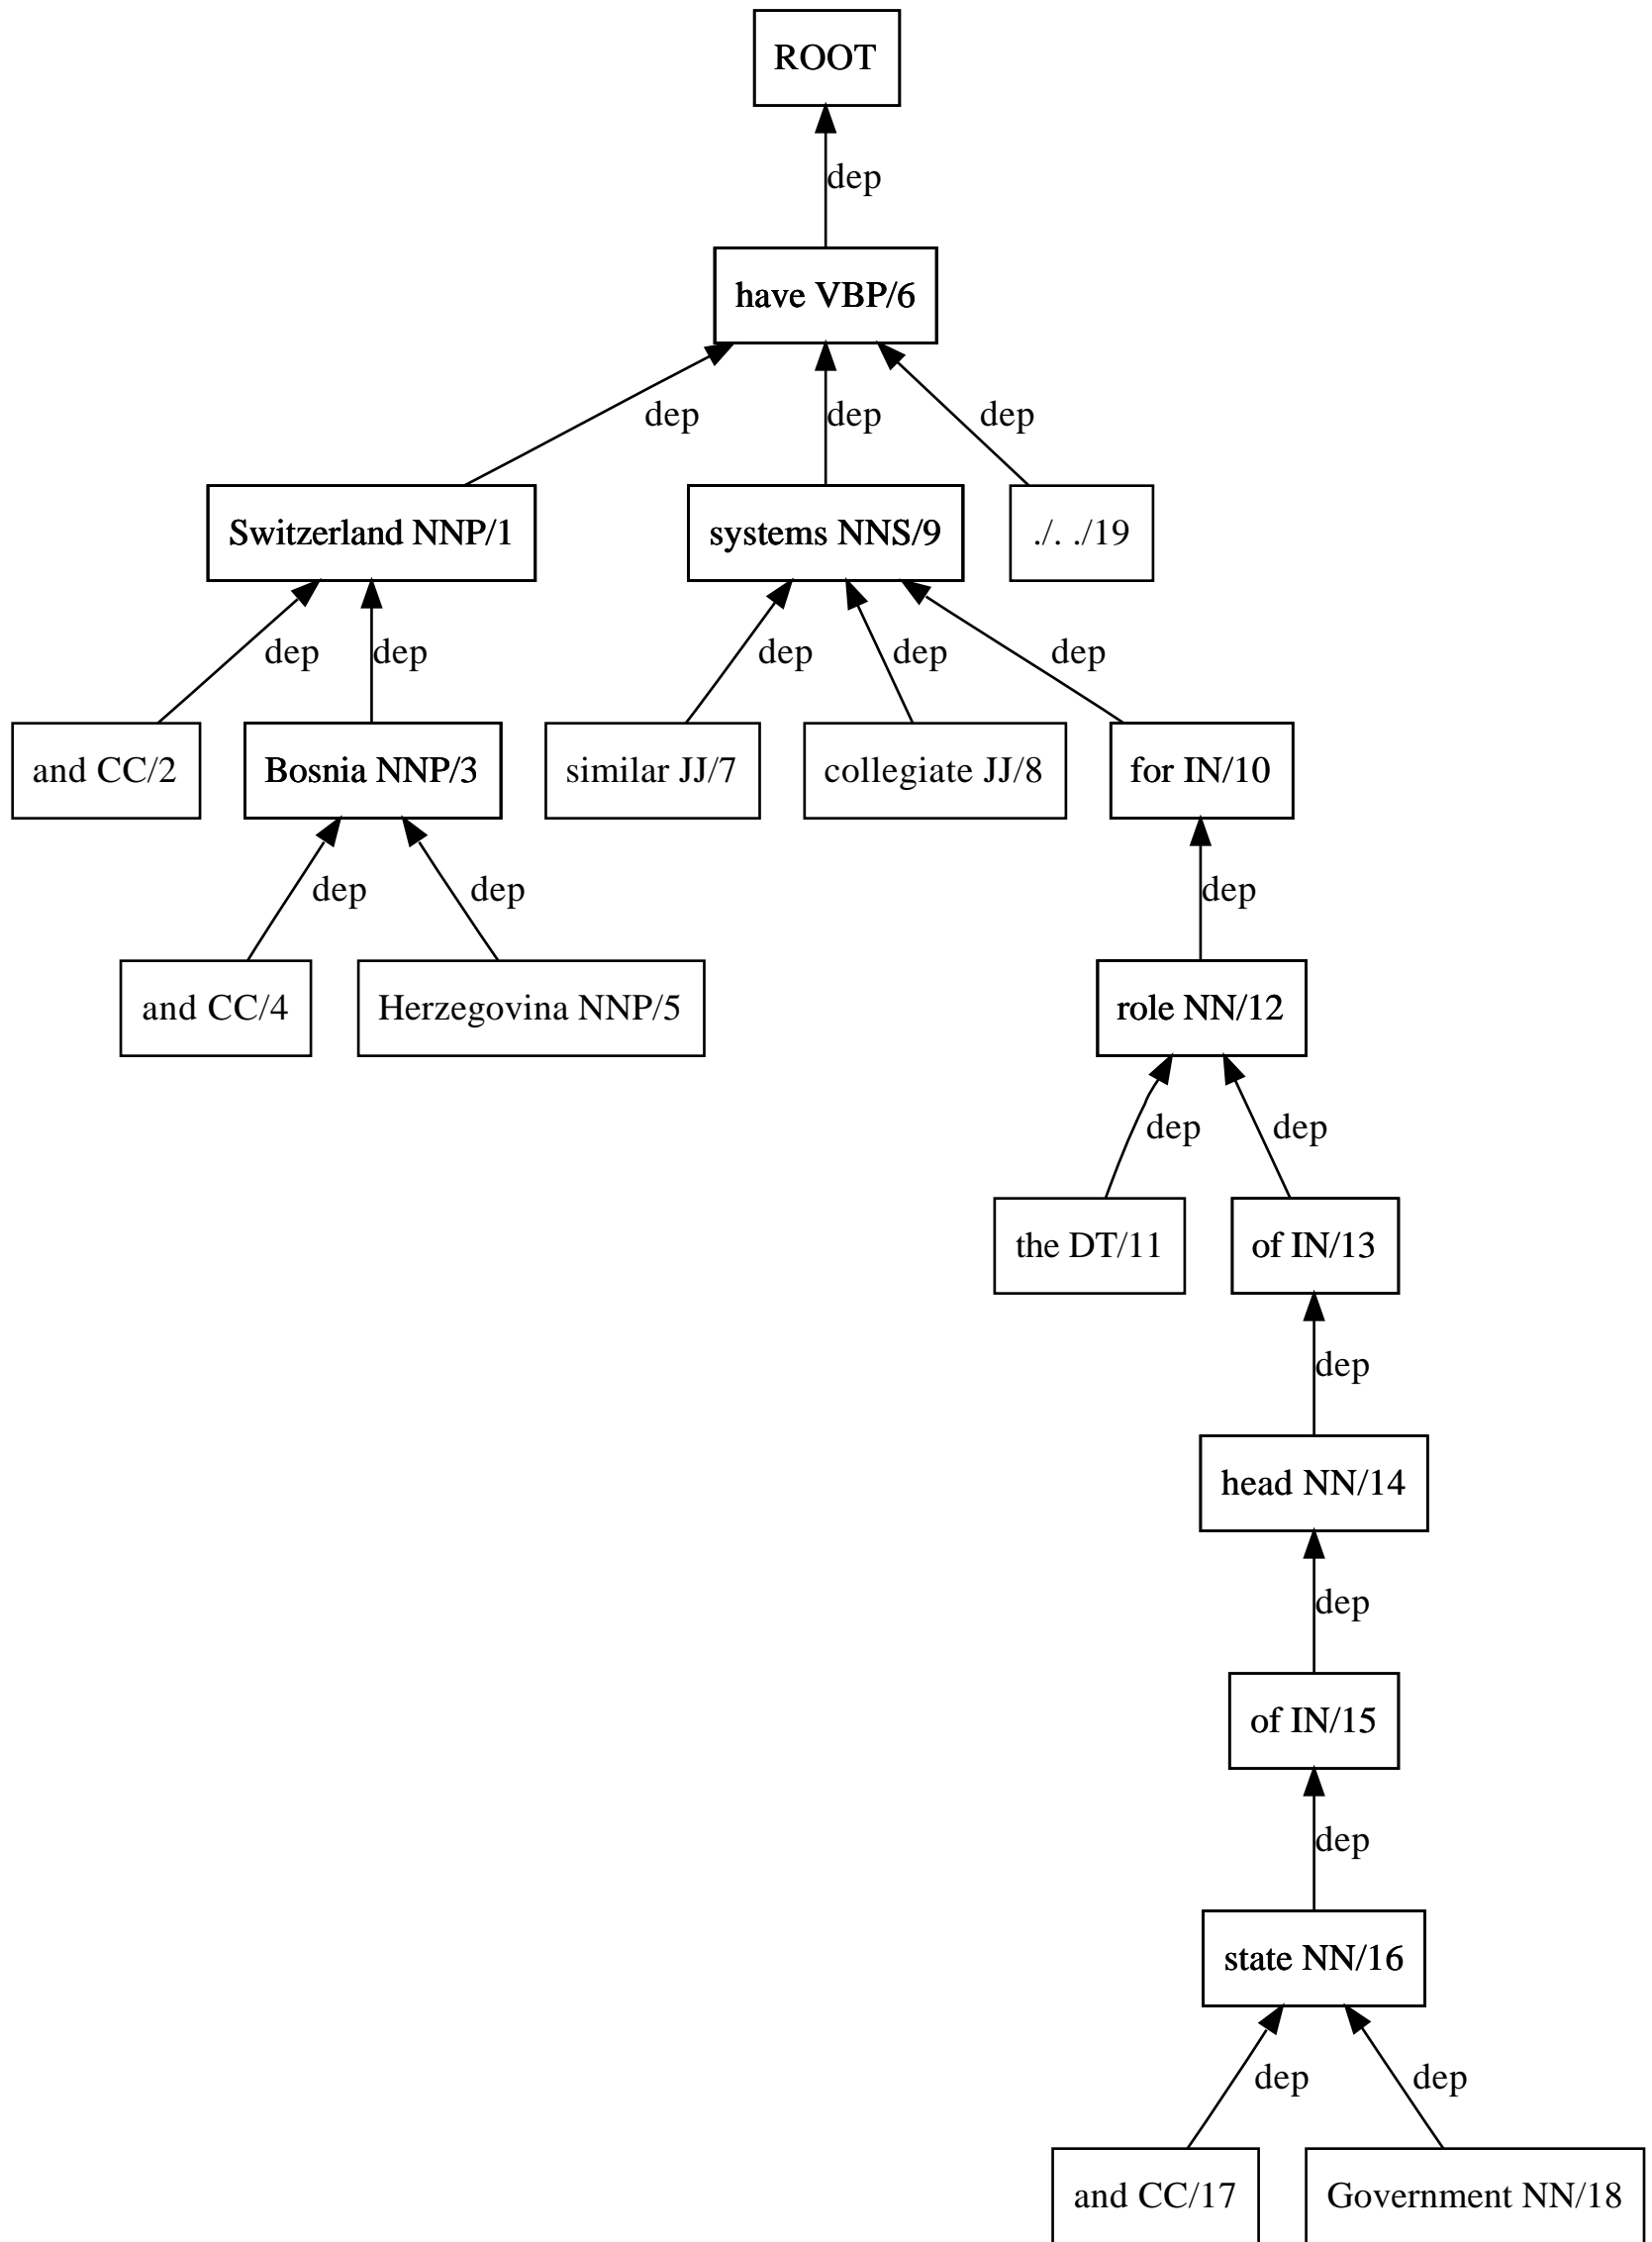 ROOT
dep
have VBP/6
dep dep dep
Switzerland NNP/1 systems NNS/9 ./. ./19
dep dep dep dep dep
and CC/2 Bosnia NNP/3 similar JJ/7 collegiate JJ/8 for IN/10
dep dep dep
and CC/4 Herzegovina NNP/5 role NN/12
dep dep
the DT/11 of IN/13
dep
head NN/14
dep
of IN/15
dep
state NN/16
dep dep
and CC/17 Government NN/18